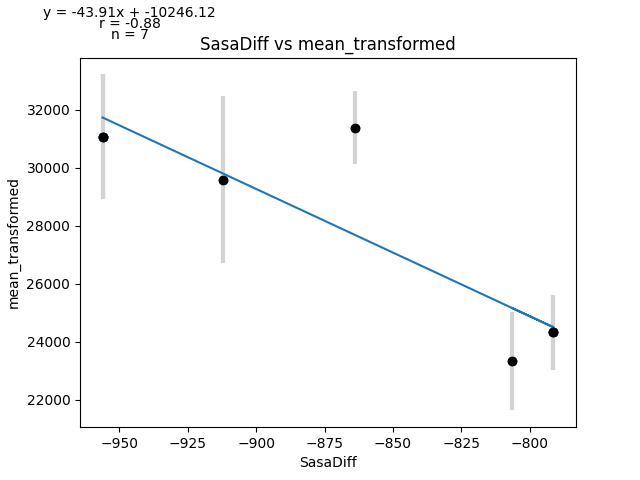 y = -43.91x + -10246.12
r = -0.88
n = 7
SasaDiff vs mean_transformed
mean_transformed
32000
30000
28000
26000
24000
22000
−950 −925 −900 −875 −850 −825 −800
SasaDiff